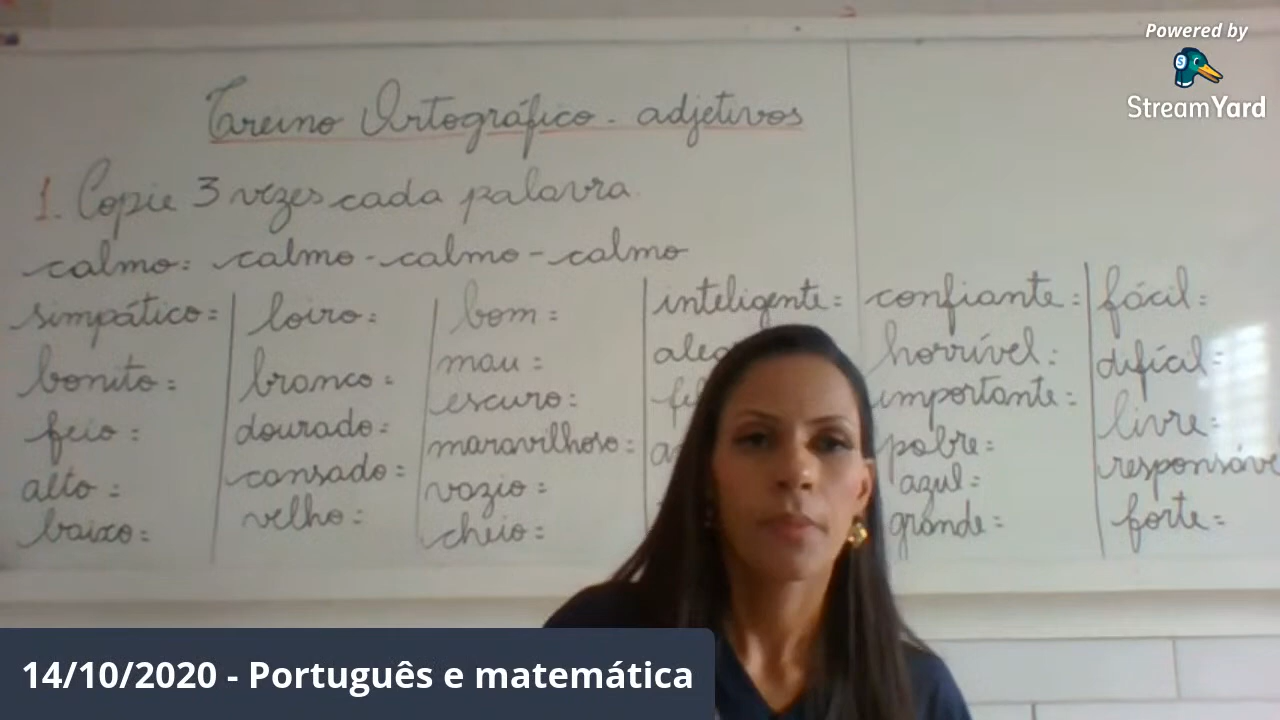 Powered by
StreamYard
Treino Ortográfico - adjetivos
1. Copie 3 vezes cada palavra.
calmo: calmo - calmo - calmo
simpático:
bonito:
feio:
alto:
baixo:
loiro:
branco:
dourado:
cansado:
velho:
bom:
mau:
escuro:
maravilhoso:
vazio:
cheio:
inteligente:
confiante:
horrível:
importante:
pobre:
azul:
grande:
fácil:
difícil:
livre:
responsáve
forte:
14/10/2020 - Português e matemática